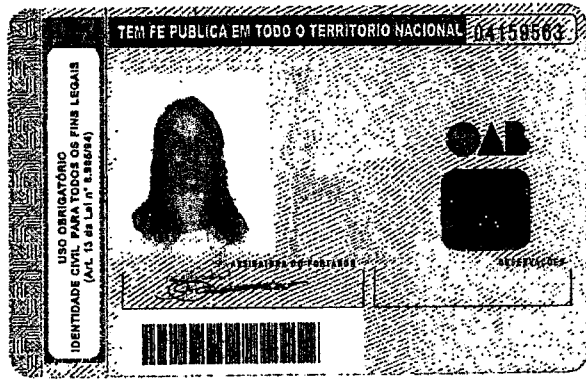 TEM FE PUBLICA EM TODO O TERRITORIO NACIONAL
04159563
USO OBRIGATÓRIO
IDENTIDADE CIVIL PARA TODOS OS FINS LEGAIS
(Art. 13 da Lei n° 8.906/94)
OAB
ASSINATURA DO PORTADOR
OBSERVAÇÕES